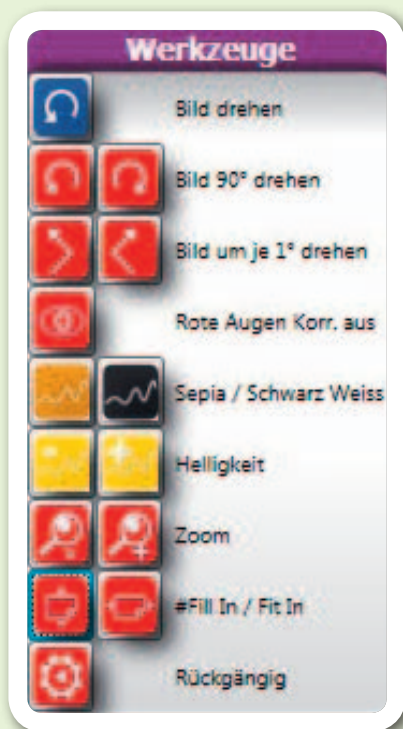 Werkzeuge
Bild drehen
Bild 90° drehen
Bild um je 1° drehen
Rote Augen Korr. aus
Sepia / Schwarz Weiss
Helligkeit
Zoom
#Fill In / Fit In
Rückgängig